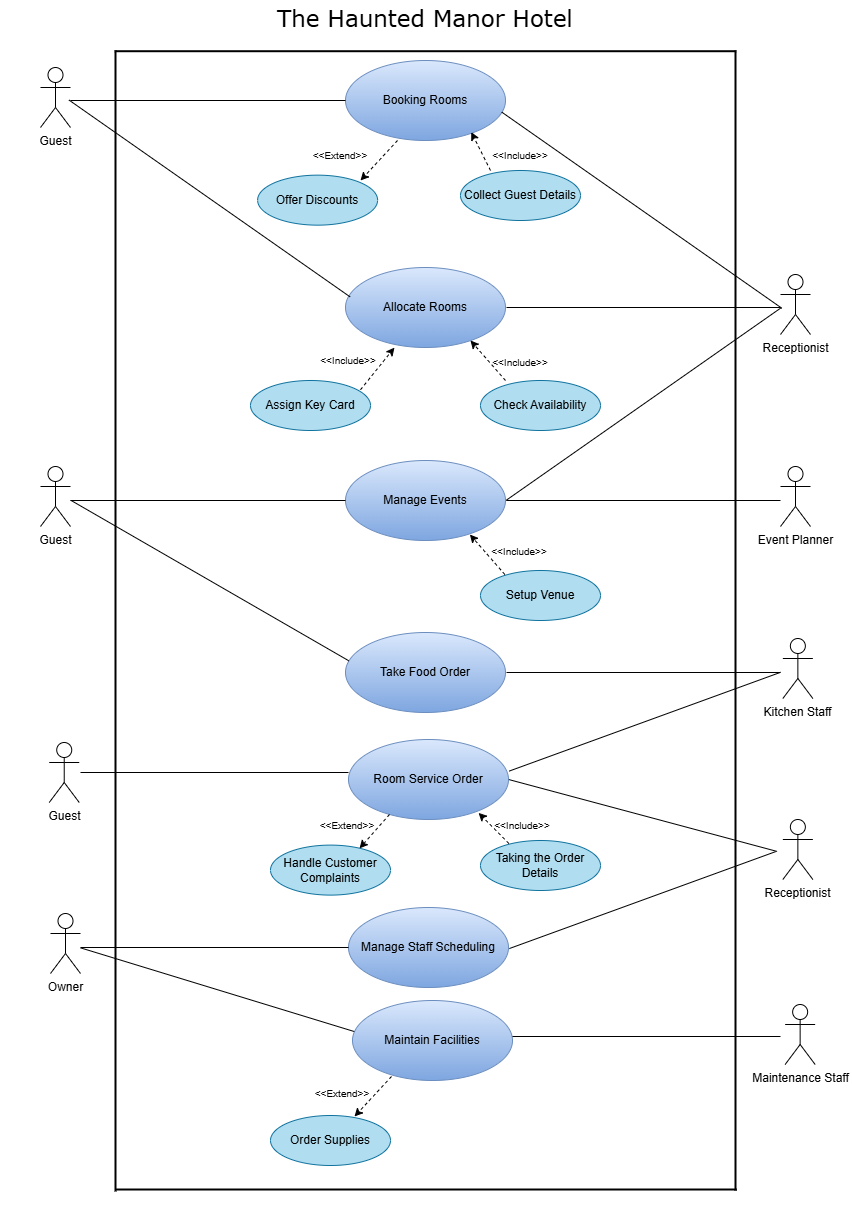 The Haunted Manor Hotel
Booking Rooms
Guest
<<Extend>>
<<Include>>
Offer Discounts
Collect Guest Details
Allocate Rooms
Receptionist
<<Include>>
<<Include>>
Assign Key Card
Check Availability
Manage Events
Guest
Event Planner
<<Include>>
Setup Venue
Take Food Order
Kitchen Staff
Room Service Order
Guest
<<Extend>>
<<Include>>
Handle Customer
Complaints
Taking the Order
Details
Receptionist
Manage Staff Scheduling
Owner
Maintain Facilities
Maintenance Staff
<<Extend>>
Order Supplies